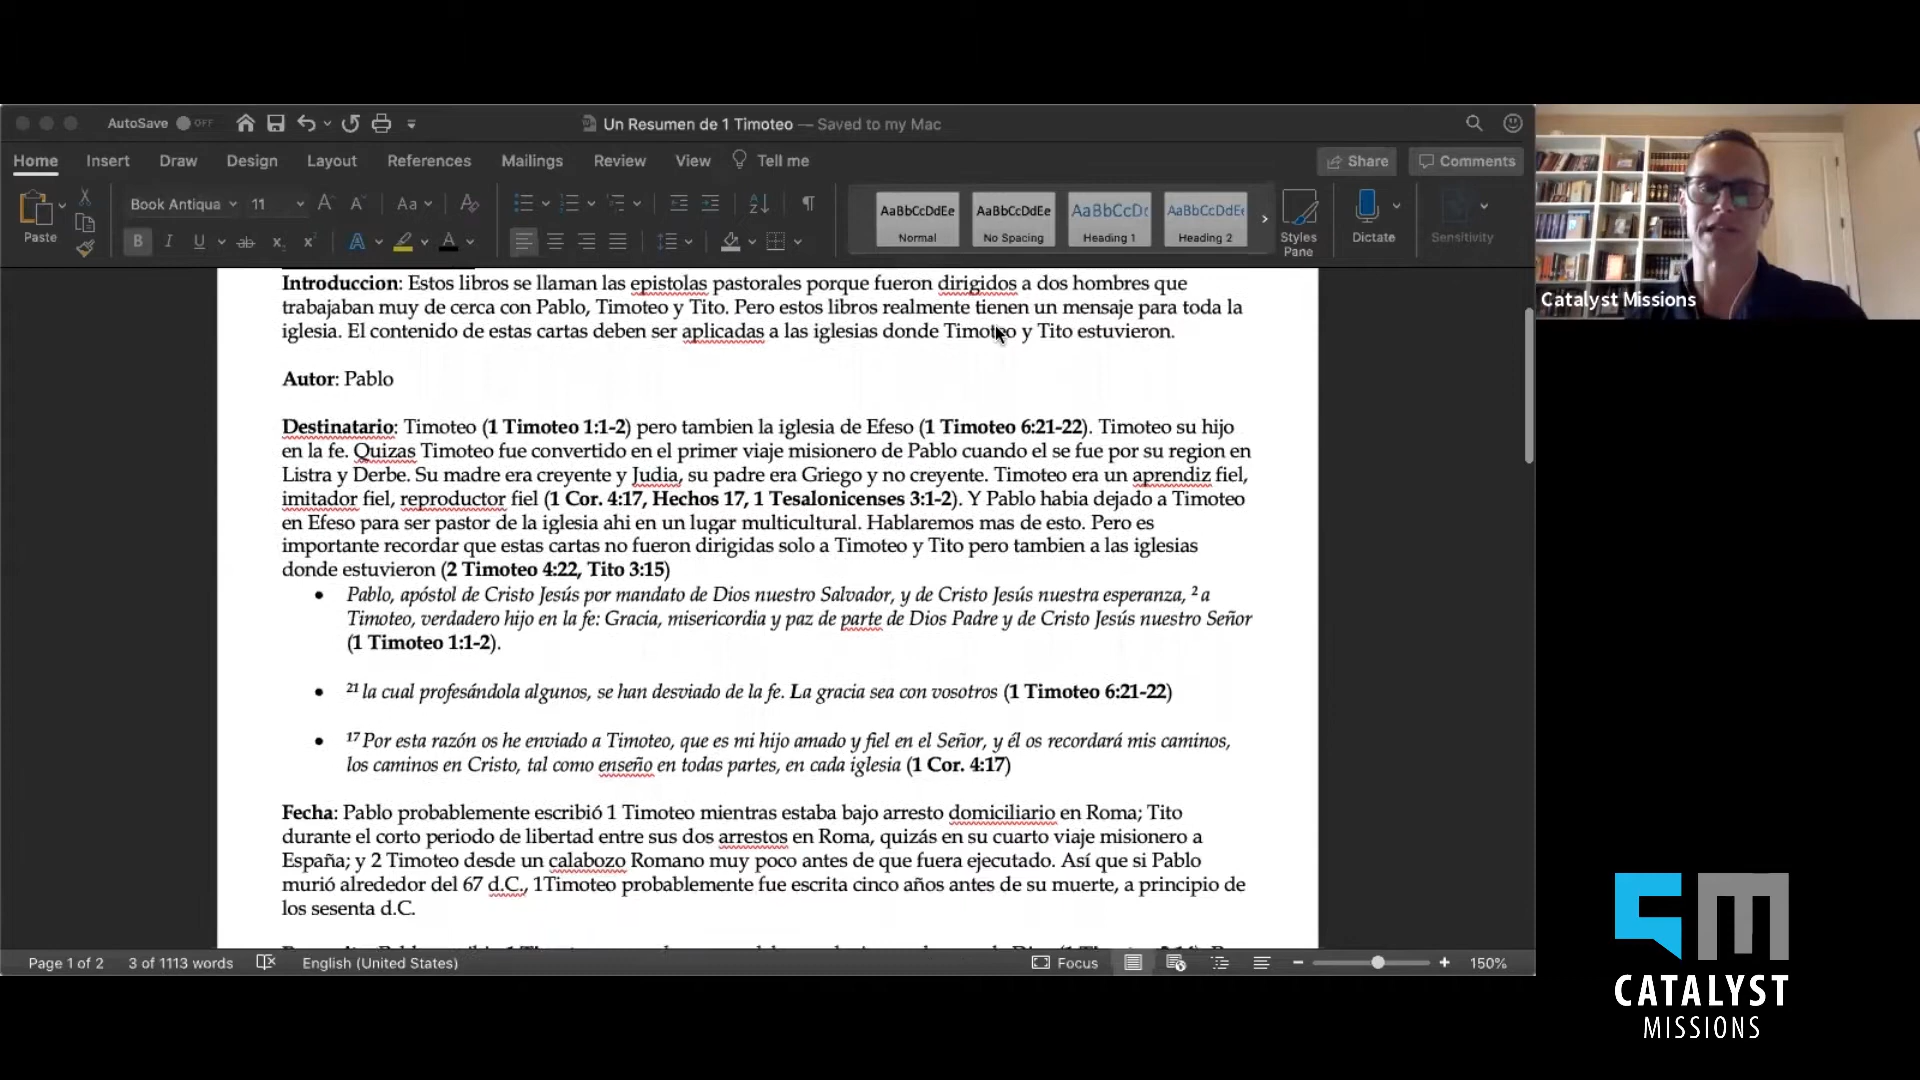 AutoSave OFF
Un Resumen de 1 Timoteo — Saved to my Mac
Home Insert Draw Design Layout References Mailings Review View Tell me Share Comments
Paste Book Antiqua 11 Aa AaBbCcDdEe AaBbCcDdEe AaBbCcDc AaBbCcDdEe
Normal No Spacing Heading 1 Heading 2 Styles Pane Dictate Sensitivity
Introduccion: Estos libros se llaman las epistolas pastorales porque fueron dirigidos a dos hombres que
trabajaban muy de cerca con Pablo, Timoteo y Tito. Pero estos libros realmente tienen un mensaje para toda la
iglesia. El contenido de estas cartas deben ser aplicadas a las iglesias donde Timoteo y Tito estuvieron.
Autor: Pablo
Destinatario: Timoteo (1 Timoteo 1:1-2) pero tambien la iglesia de Efeso (1 Timoteo 6:21-22). Timoteo su hijo
en la fe. Quizas Timoteo fue convertido en el primer viaje misionero de Pablo cuando el se fue por su region en
Listra y Derbe. Su madre era creyente y Judia, su padre era Griego y no creyente. Timoteo era un aprendiz fiel,
imitador fiel, reproductor fiel (1 Cor. 4:17, Hechos 17, 1 Tesalonicenses 3:1-2). Y Pablo habia dejado a Timoteo
en Efeso para ser pastor de la iglesia ahi en un lugar multicultural. Hablaremos mas de esto. Pero es
importante recordar que estas cartas no fueron dirigidas solo a Timoteo y Tito pero tambien a las iglesias
donde estuvieron (2 Timoteo 4:22, Tito 3:15)
• Pablo, apóstol de Cristo Jesús por mandato de Dios nuestro Salvador, y de Cristo Jesús nuestra esperanza, 2 a
Timoteo, verdadero hijo en la fe: Gracia, misericordia y paz de parte de Dios Padre y de Cristo Jesús nuestro Señor
(1 Timoteo 1:1-2).
• 21 la cual profesándola algunos, se han desviado de la fe. La gracia sea con vosotros (1 Timoteo 6:21-22)
• 17 Por esta razón os he enviado a Timoteo, que es mi hijo amado y fiel en el Señor, y él os recordará mis caminos,
los caminos en Cristo, tal como enseño en todas partes, en cada iglesia (1 Cor. 4:17)
Fecha: Pablo probablemente escribió 1 Timoteo mientras estaba bajo arresto domiciliario en Roma; Tito
durante el corto periodo de libertad entre sus dos arrestos en Roma, quizás en su cuarto viaje misionero a
España; y 2 Timoteo desde un calabozo Romano muy poco antes de que fuera ejecutado. Así que si Pablo
murió alrededor del 67 d.C., 1Timoteo probablemente fue escrita cinco años antes de su muerte, a principio de
los sesenta d.C.
Page 1 of 2 3 of 1113 words English (United States) Focus 150%
Catalyst Missions
CATALYST
MISSIONS